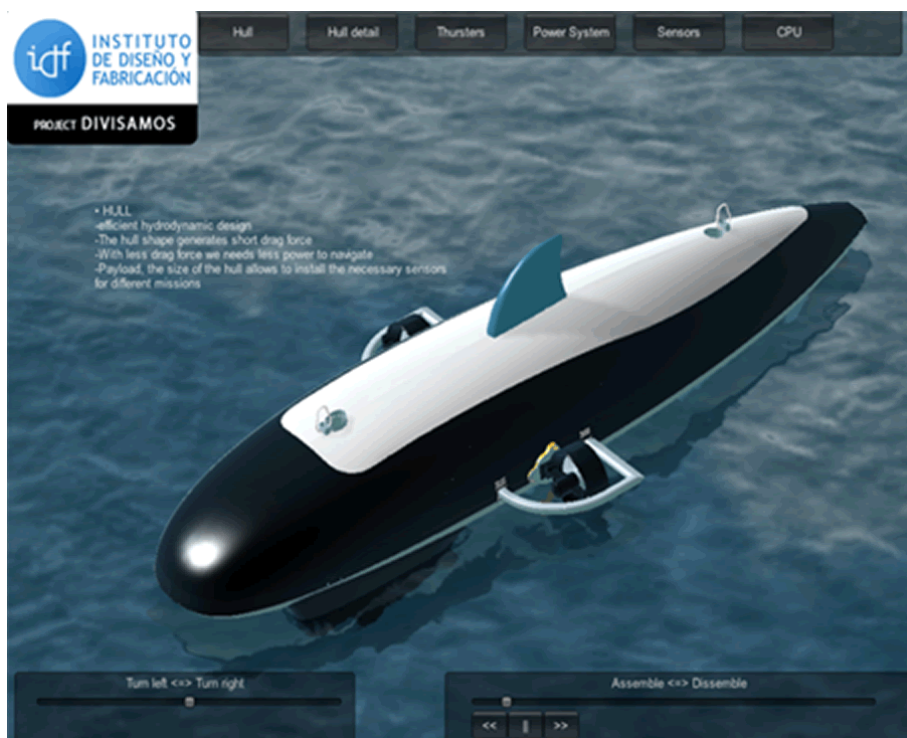 Hull
Hull detail
Thursters
Power System
Sensors
CPU
idf
INSTITUTO
DE DISEÑO Y
FABRICACIÓN
PROJECT DIVISAMOS
• HULL
-efficient hydrodynamic design
-The hull shape generates short drag force
-With less drag force we needs less power to navigate
-Payload, the size of the hull allows to install the necessary sensors
for different missions
Turn left <=> Turn right
Assemble <=> Dissemble
<<
||
>>